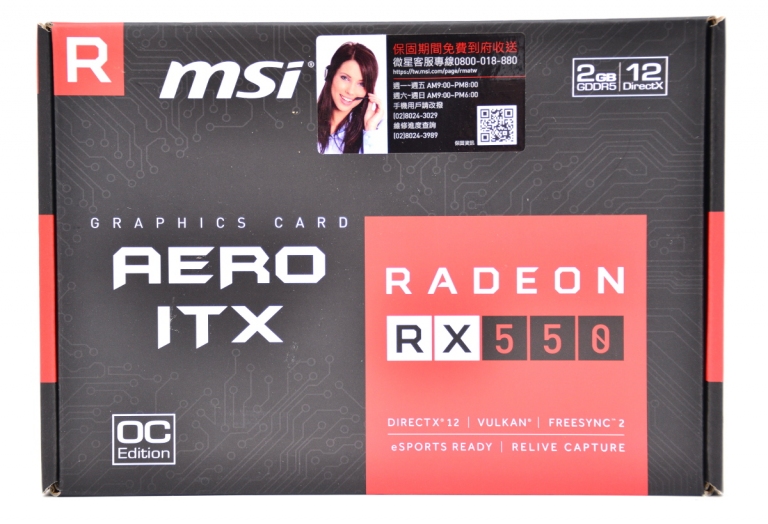 R
msi
保固期間免費到府收送
微星客服專線0800-018-880
https://tw.msi.com/page/rmatw
週一~週五 AM9:00~PM8:00
週六~週日 AM9:00~PM6:00
手機用戶請改撥
(02)8024-3029
維修進度查詢
(02)8024-3989
保固資訊
2GB
GDDR5
12
DirectX
GRAPHICS CARD
AERO
ITX
RADEON
RX 550
DIRECTX® 12 | VULKAN® | FREESYNC™ 2
eSPORTS READY | RELIVE CAPTURE
OC
Edition